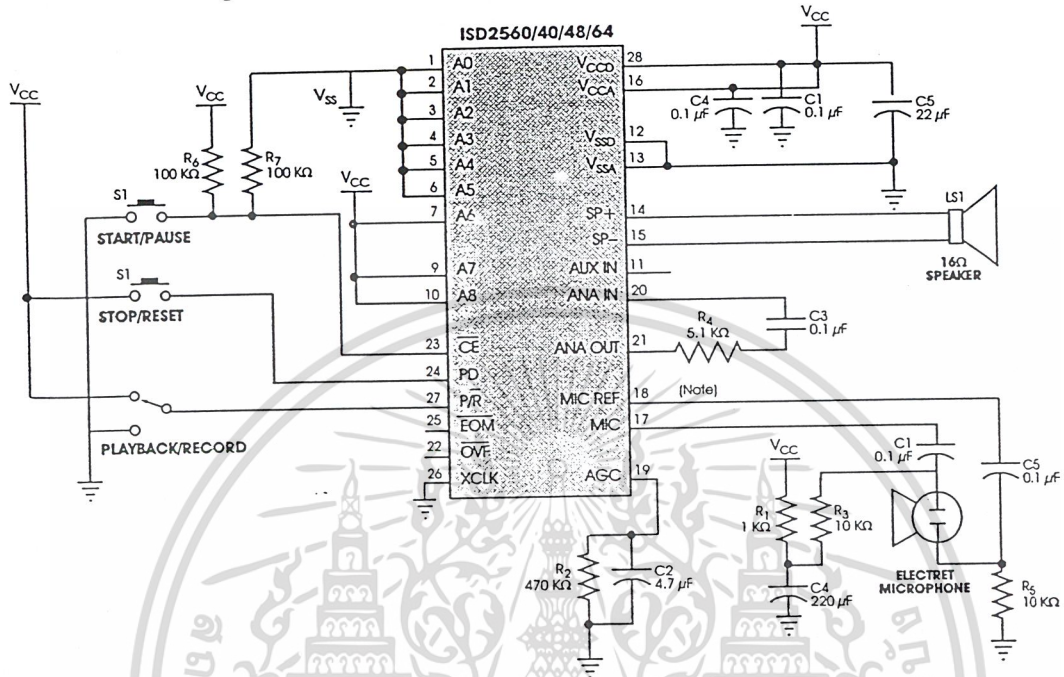 ISD2560/40/48/64
VCC
VCC
R6
100 KΩ
R7
100 KΩ
VSS
VCC
S1
START/PAUSE
S1
STOP/RESET
PLAYBACK/RECORD
1 A0
2 A1
3 A2
4 A3
5 A4
6 A5
7 A6
9 A7
10 A8
23 CE
24 PD
27 P/R
25 EOM
22 OVF
26 XCLK
VCCD 28
VCCA 16
VSSD 12
VSSA 13
SP+ 14
SP– 15
AUX IN 11
ANA IN 20
ANA OUT 21
MIC REF 18
MIC 17
AGC 19
VCC
C4
0.1 µF
C1
0.1 µF
C5
22 µF
LS1
16Ω
SPEAKER
R4
5.1 KΩ
C3
0.1 µF
(Note)
VCC
R1
1 KΩ
R3
10 KΩ
C4
220 µF
C1
0.1 µF
C5
0.1 µF
ELECTRET
MICROPHONE
R5
10 KΩ
R2
470 KΩ
C2
4.7 µF